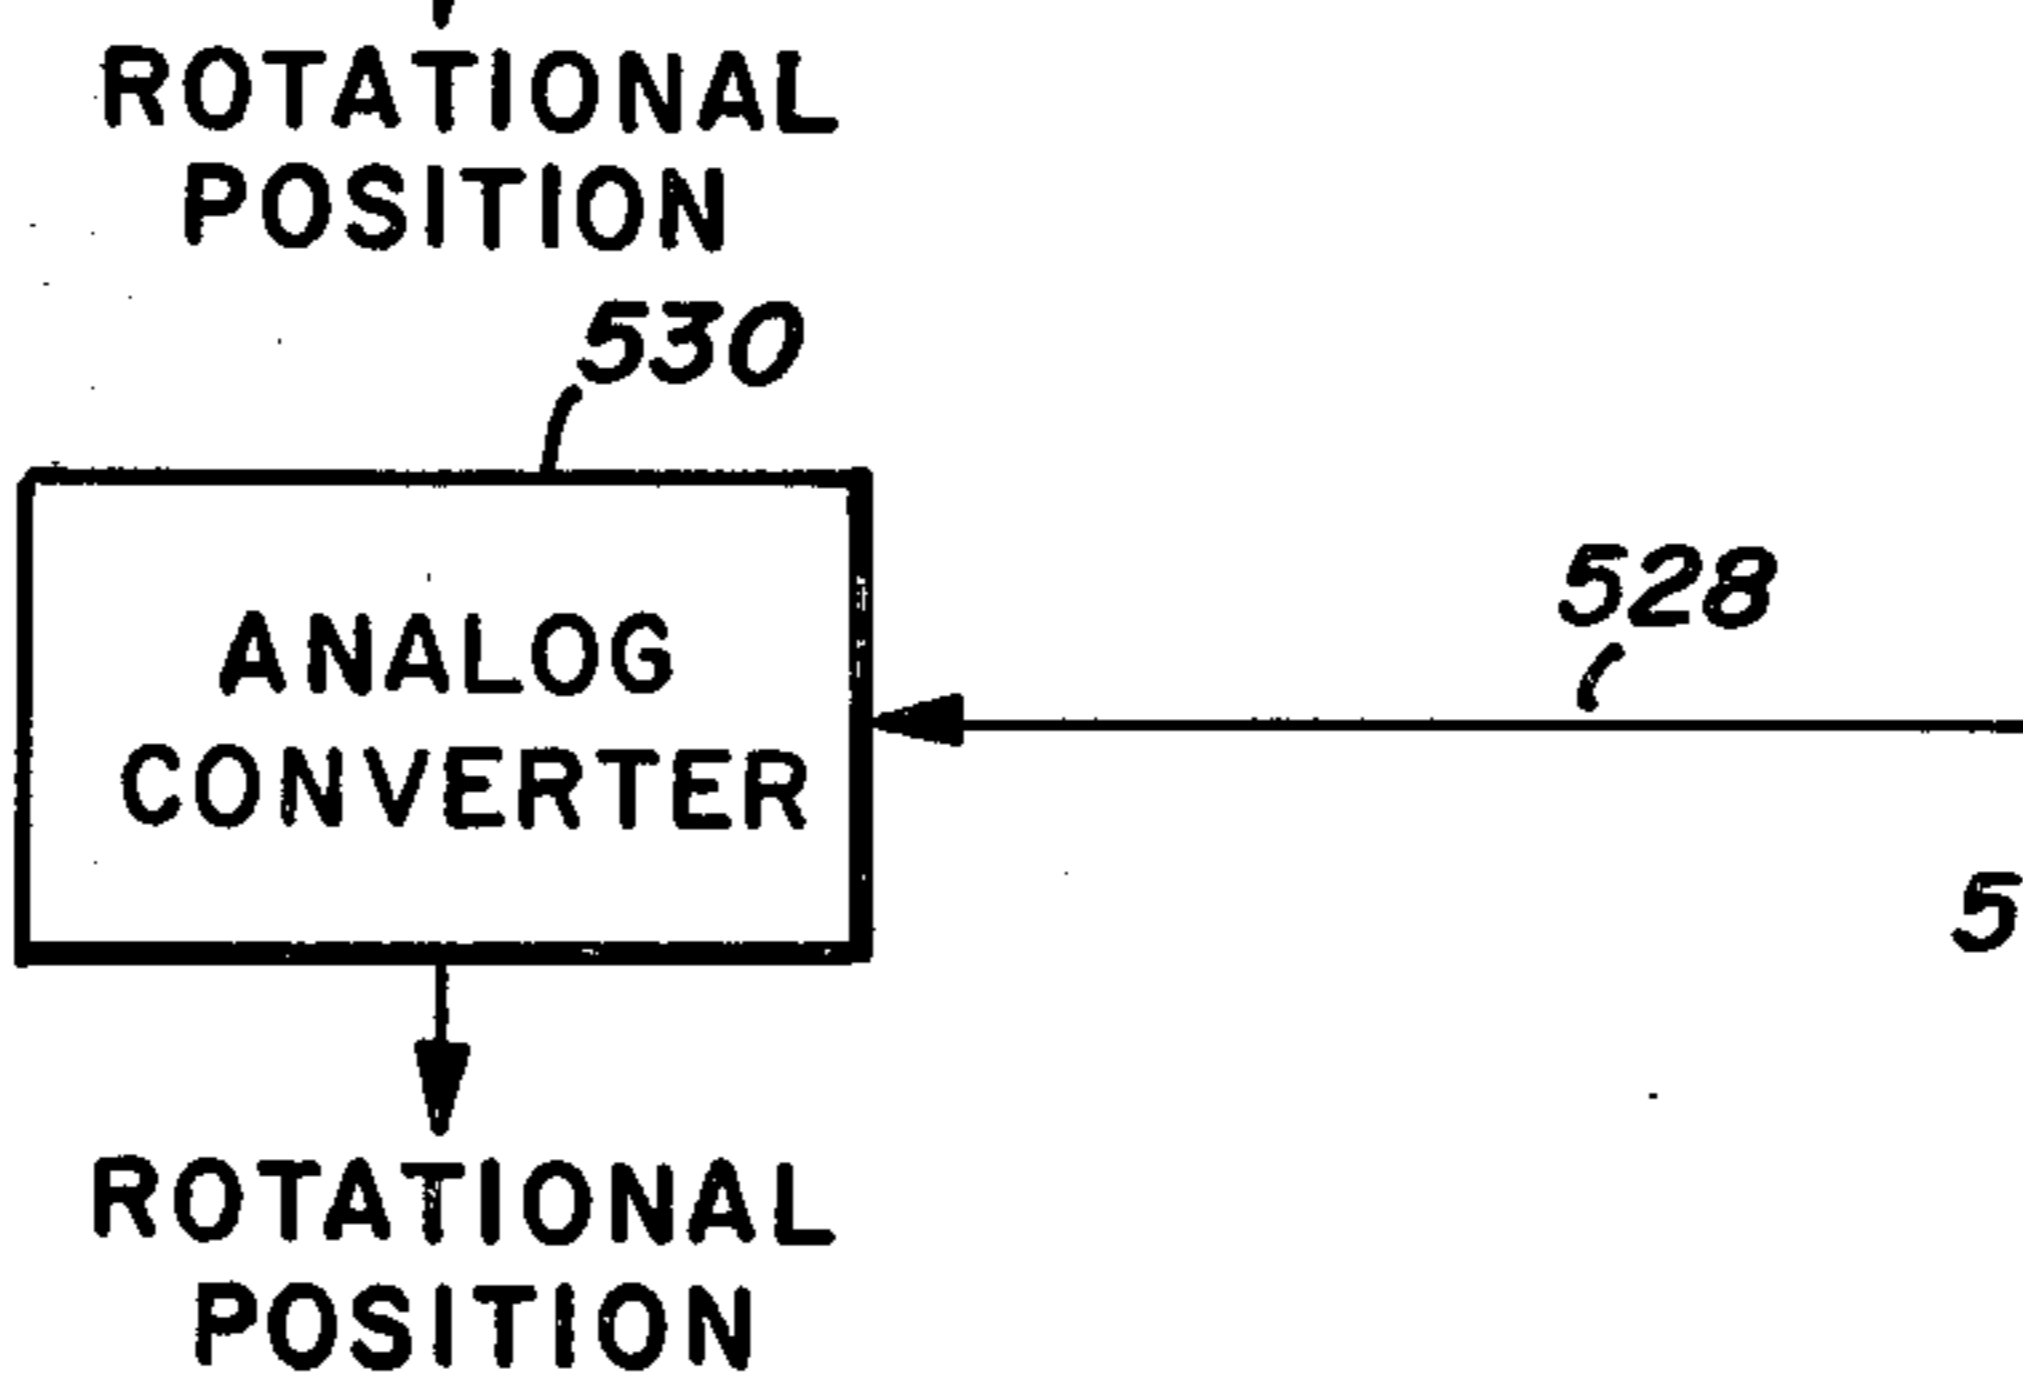 ROTATIONAL
POSITION
530
ANALOG
CONVERTER
528
5
ROTATIONAL
POSITION